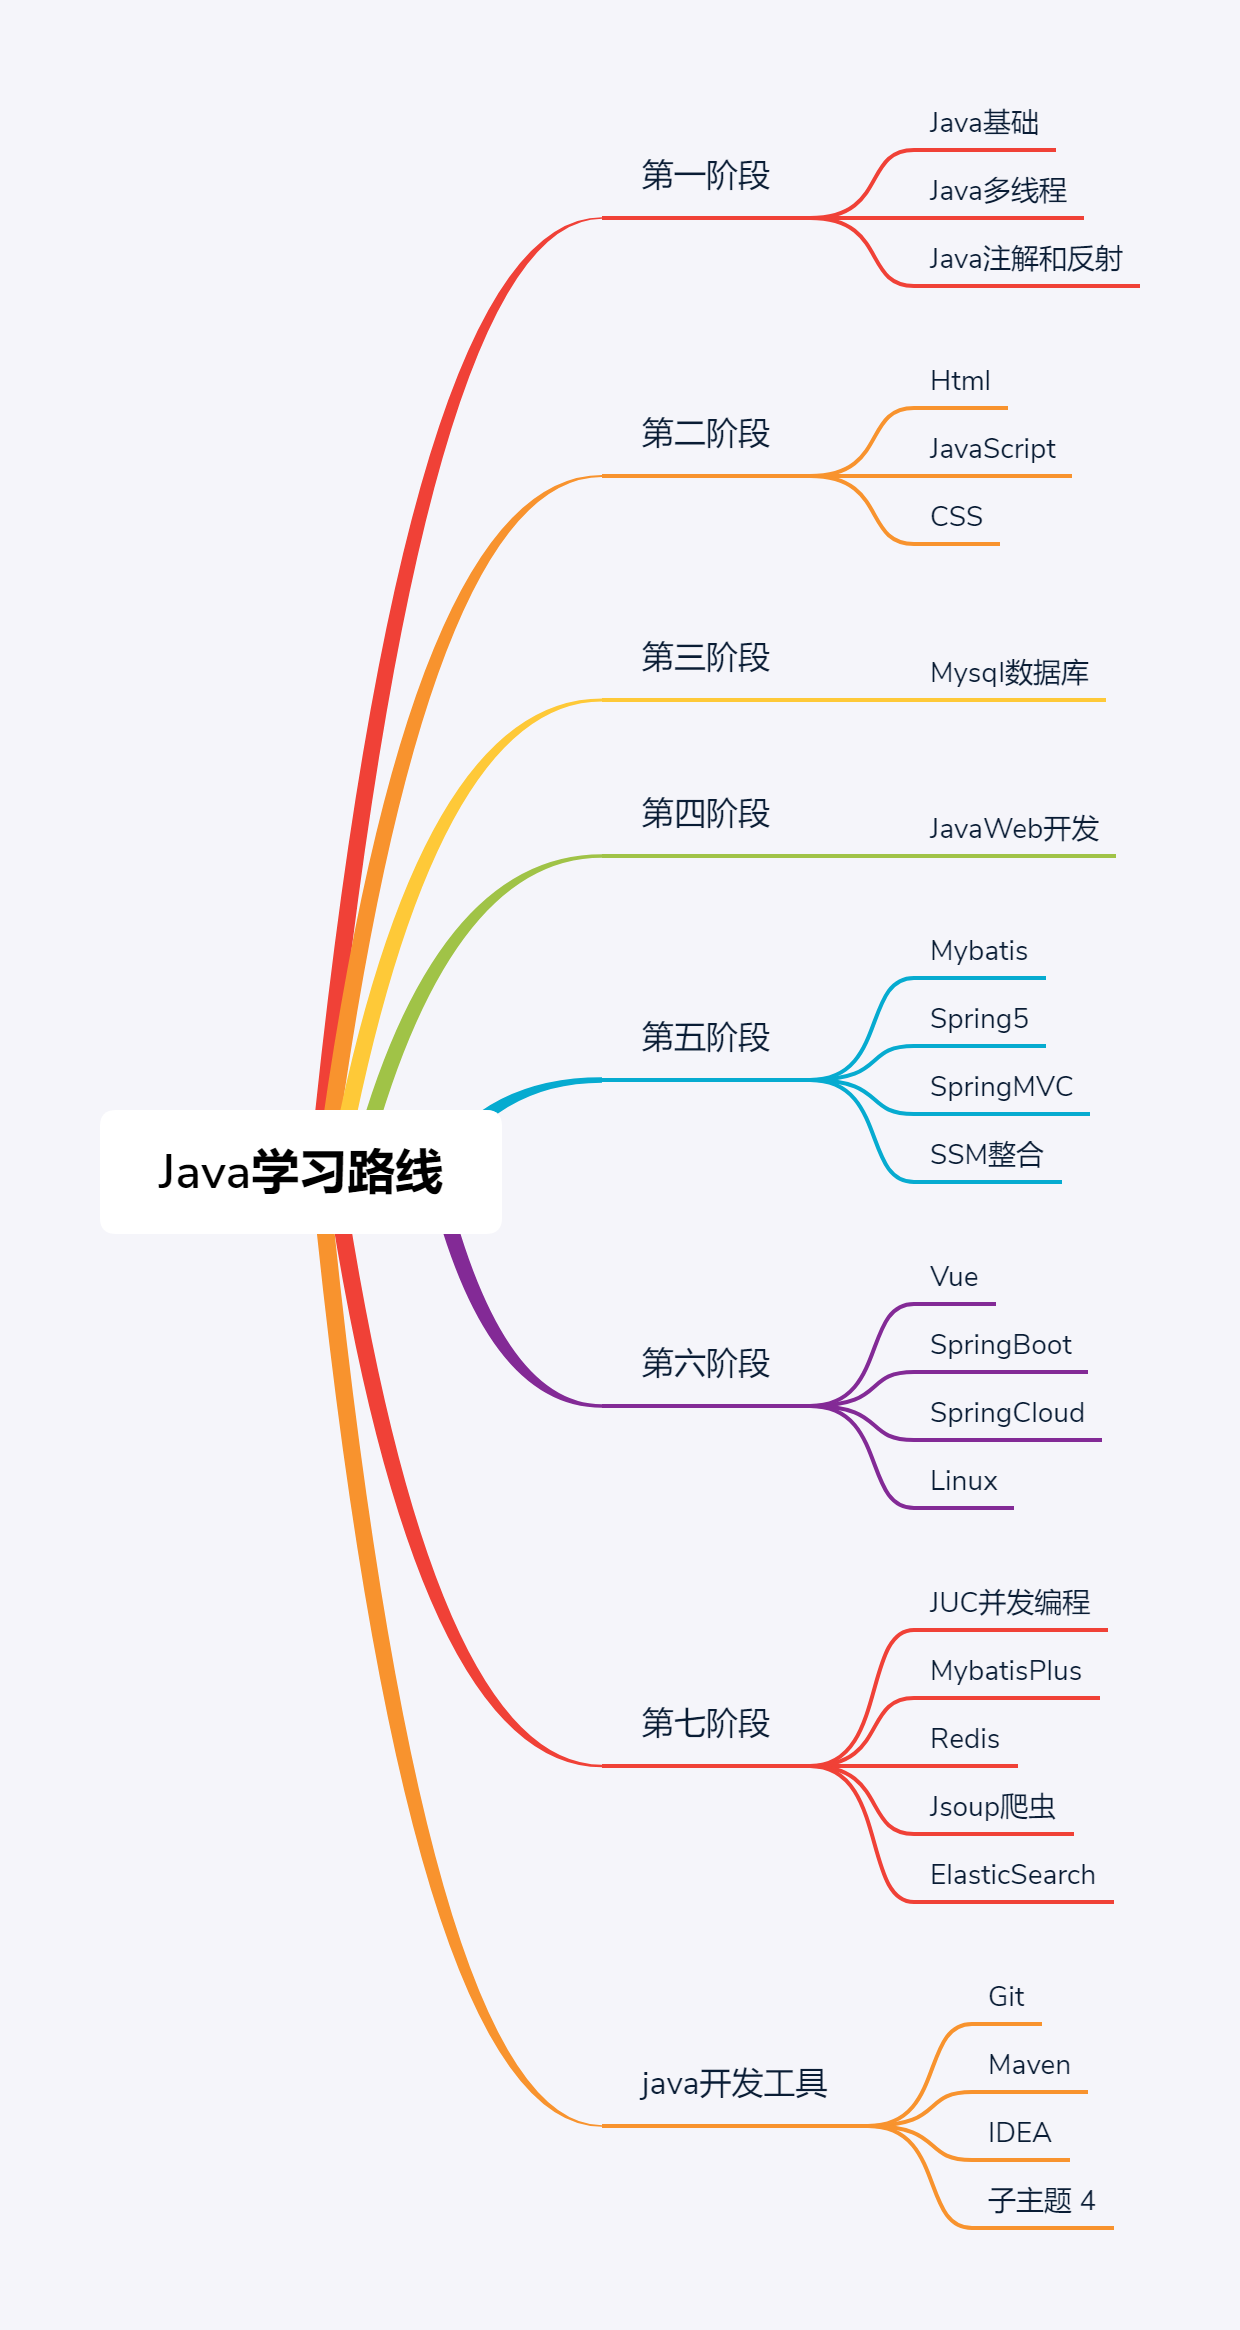 Java学习路线
第一阶段
Java基础
Java多线程
Java注解和反射
第二阶段
Html
JavaScript
CSS
第三阶段
Mysql数据库
第四阶段
JavaWeb开发
第五阶段
Mybatis
Spring5
SpringMVC
SSM整合
第六阶段
Vue
SpringBoot
SpringCloud
Linux
第七阶段
JUC并发编程
MybatisPlus
Redis
Jsoup爬虫
ElasticSearch
java开发工具
Git
Maven
IDEA
子主题 4